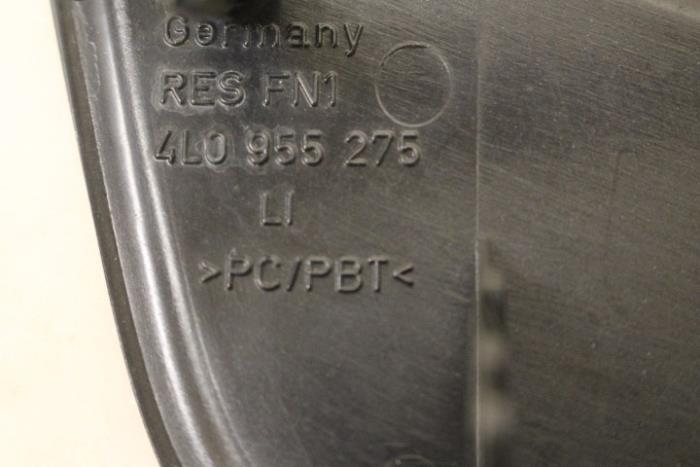 Germany
RES FN1
4L0 955 275
LI
>PC/PBT<